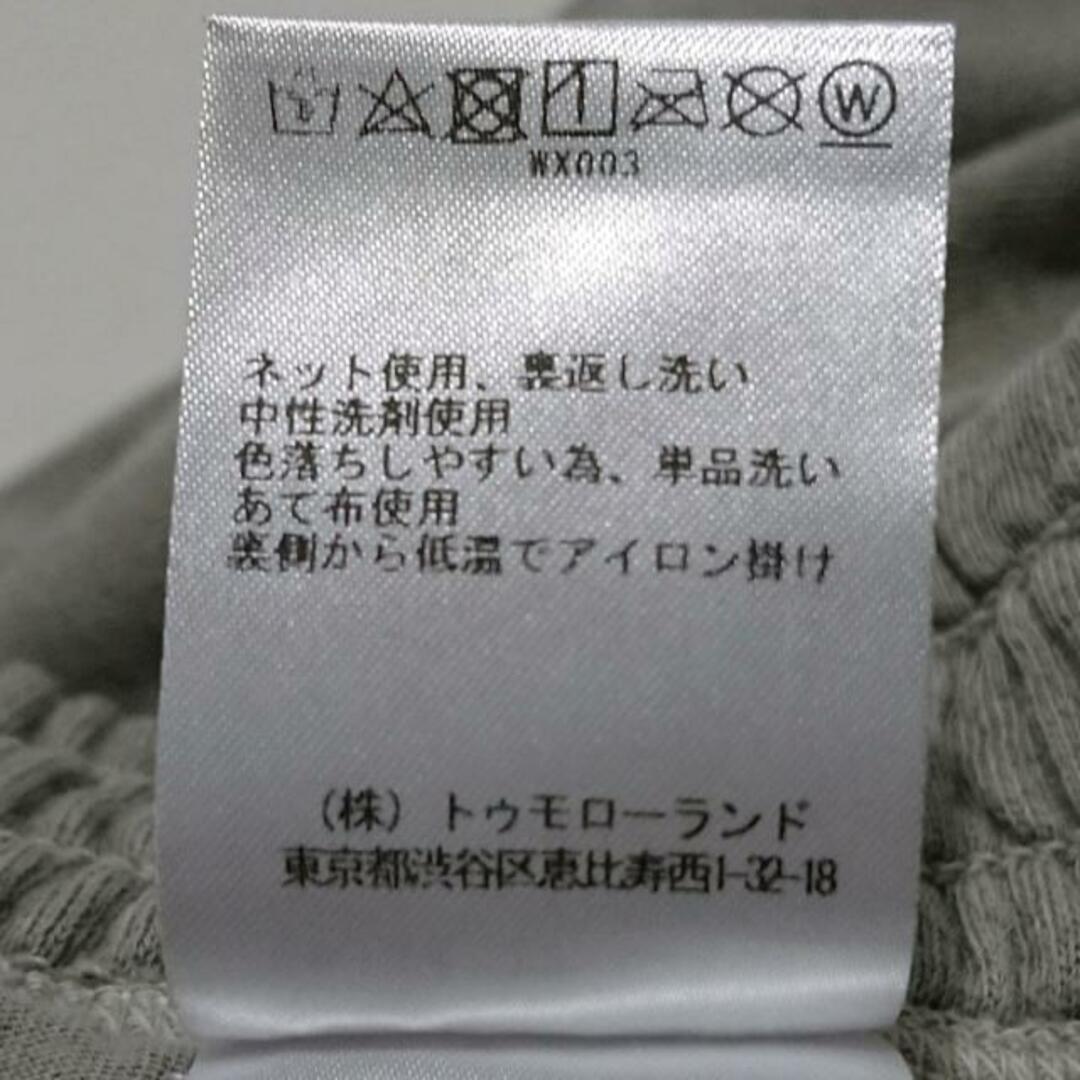 W
WX003
ネット使用、裏返し洗い
中性洗剤使用
色落ちしやすい為、単品洗い
あて布使用
裏側から低温でアイロン掛け
(株)トゥモローランド
東京都渋谷区恵比寿西1-32-18